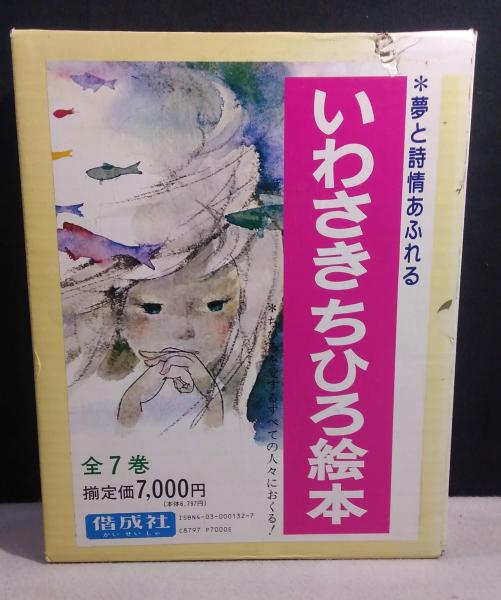 *夢と詩情あふれる
いわさきちひろ絵本
*ち
をするすべての人々におくる!
全7巻
揃定価7,000円
(本体6,797円)
偕成社
かいせいしゃ
ISBN4-03-000132-7
C8797 P7000E